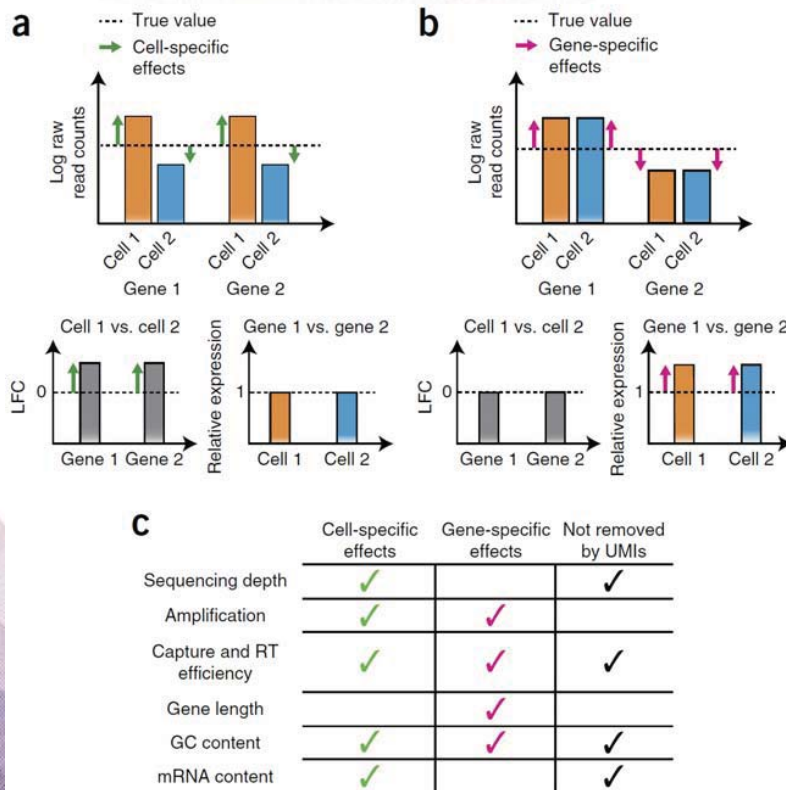 a
True value
Cell-specific
effects
Log raw
read counts
Cell 1
Cell 2
Cell 1
Cell 2
Gene 1
Gene 2
Cell 1 vs. cell 2
LFC
0
Gene 1
Gene 2
Gene 1 vs. gene 2
Relative expression
1
Cell 1
Cell 2
b
True value
Gene-specific
effects
Log raw
read counts
Cell 1
Cell 2
Cell 1
Cell 2
Gene 1
Gene 2
Cell 1 vs. cell 2
LFC
0
Gene 1
Gene 2
Gene 1 vs. gene 2
Relative expression
1
Cell 1
Cell 2
c
Cell-specific
effects
Gene-specific
effects
Not removed
by UMIs
Sequencing depth ✓ ✓
Amplification ✓ ✓
Capture and RT
efficiency ✓ ✓ ✓
Gene length ✓
GC content ✓ ✓ ✓
mRNA content ✓ ✓